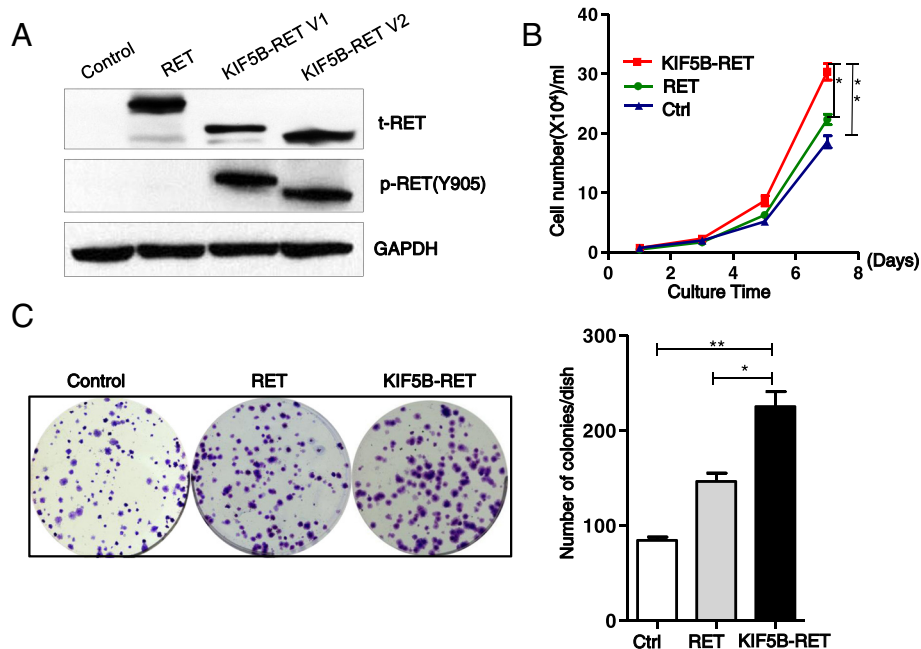 A
Control RET KIF5B-RET V1 KIF5B-RET V2
t-RET
p-RET(Y905)
GAPDH
B
Cell number(X10⁴)/ml
40
30
20
10
0
KIF5B-RET
RET
Ctrl
*
**
0 2 4 6 8 (Days)
Culture Time
C
Control RET KIF5B-RET
Number of colonies/dish
300
200
100
0
**
*
Ctrl RET KIF5B-RET